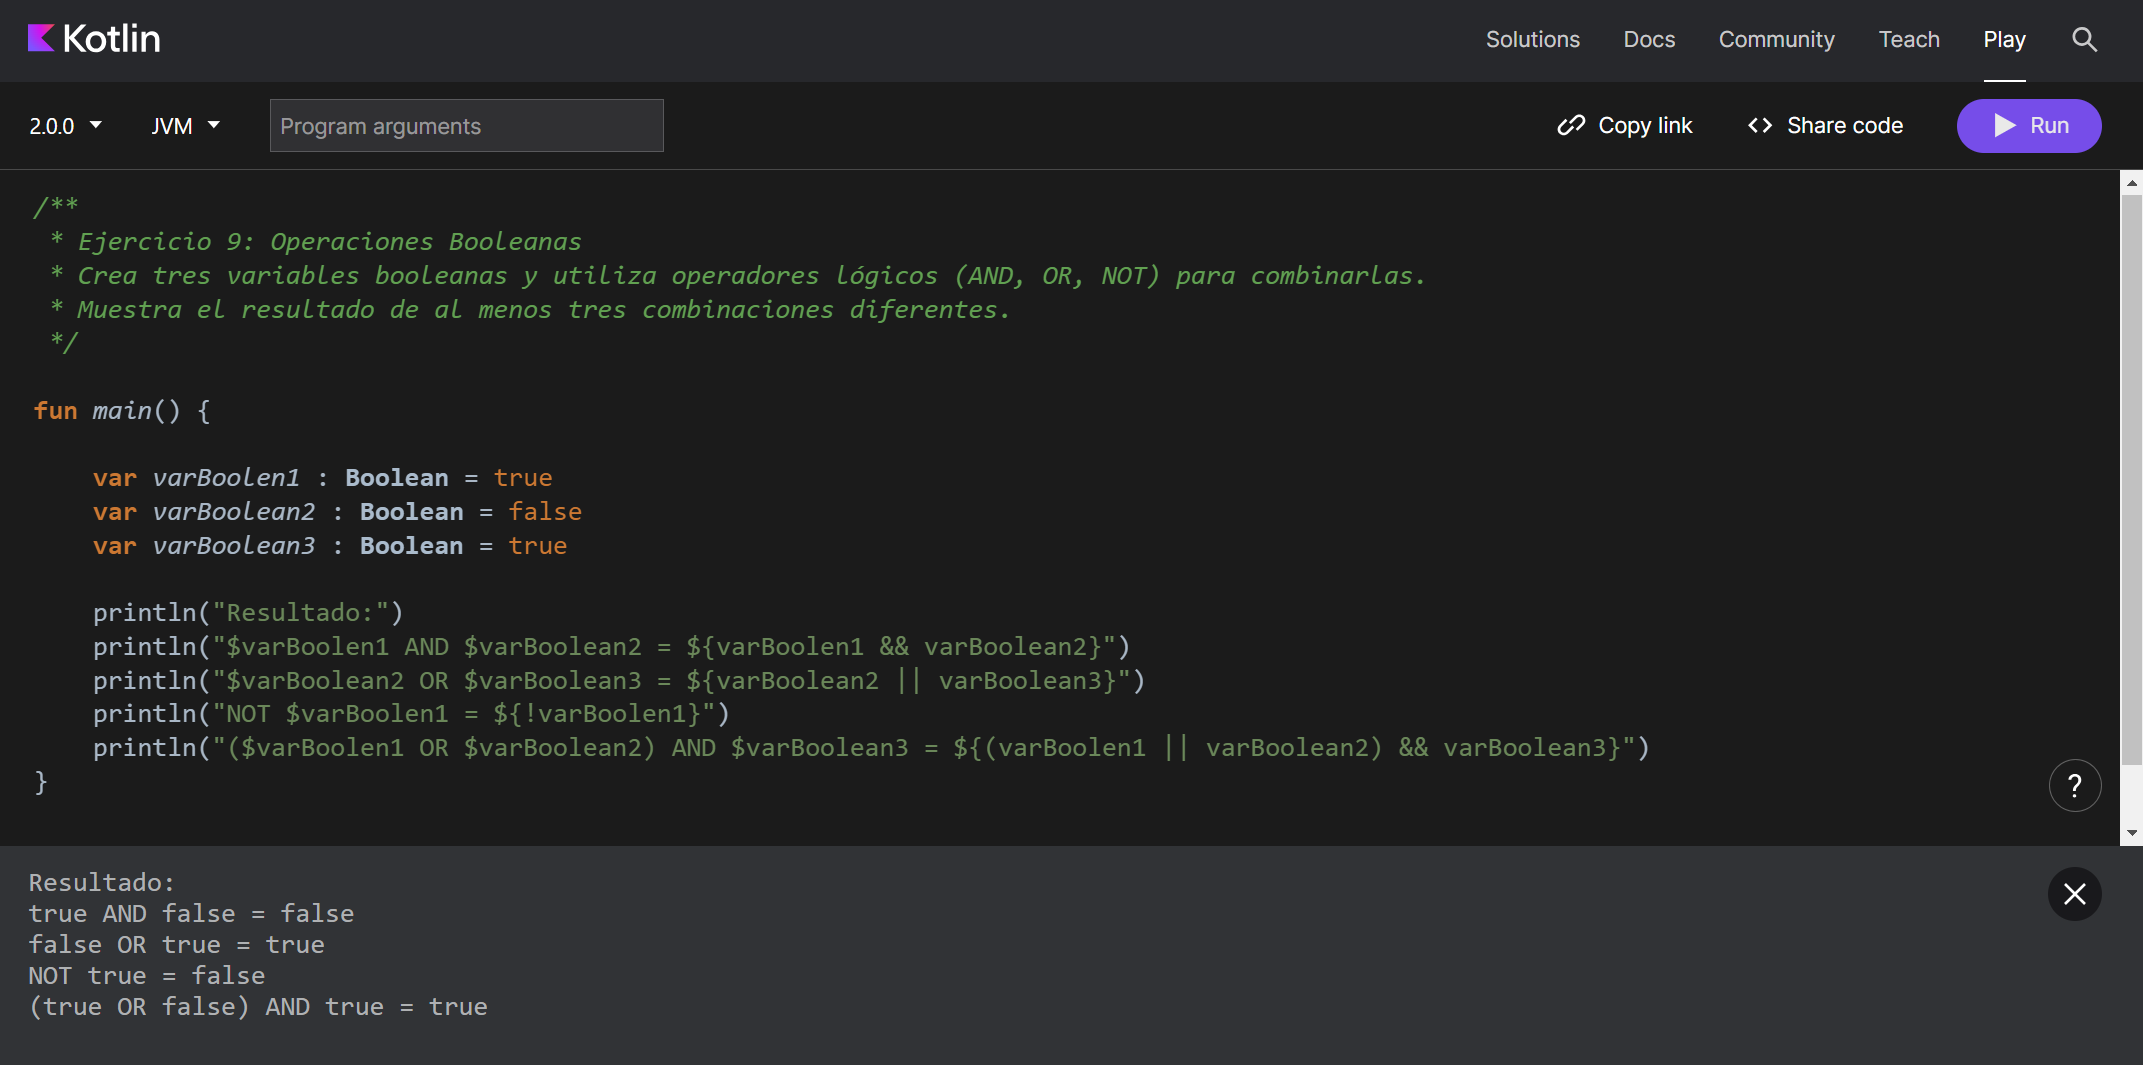 Kotlin
Solutions Docs Community Teach Play
2.0.0 JVM Program arguments Copy link Share code Run
/**
 * Ejercicio 9: Operaciones Booleanas
 * Crea tres variables booleanas y utiliza operadores lógicos (AND, OR, NOT) para combinarlas.
 * Muestra el resultado de al menos tres combinaciones diferentes.
 */
fun main() {
    var varBoolen1 : Boolean = true
    var varBoolean2 : Boolean = false
    var varBoolean3 : Boolean = true
    println("Resultado:")
    println("$varBoolen1 AND $varBoolean2 = ${varBoolen1 && varBoolean2}")
    println("$varBoolean2 OR $varBoolean3 = ${varBoolean2 || varBoolean3}")
    println("NOT $varBoolen1 = ${!varBoolen1}")
    println("($varBoolen1 OR $varBoolean2) AND $varBoolean3 = ${(varBoolen1 || varBoolean2) && varBoolean3}")
}
?
Resultado:
true AND false = false
false OR true = true
NOT true = false
(true OR false) AND true = true